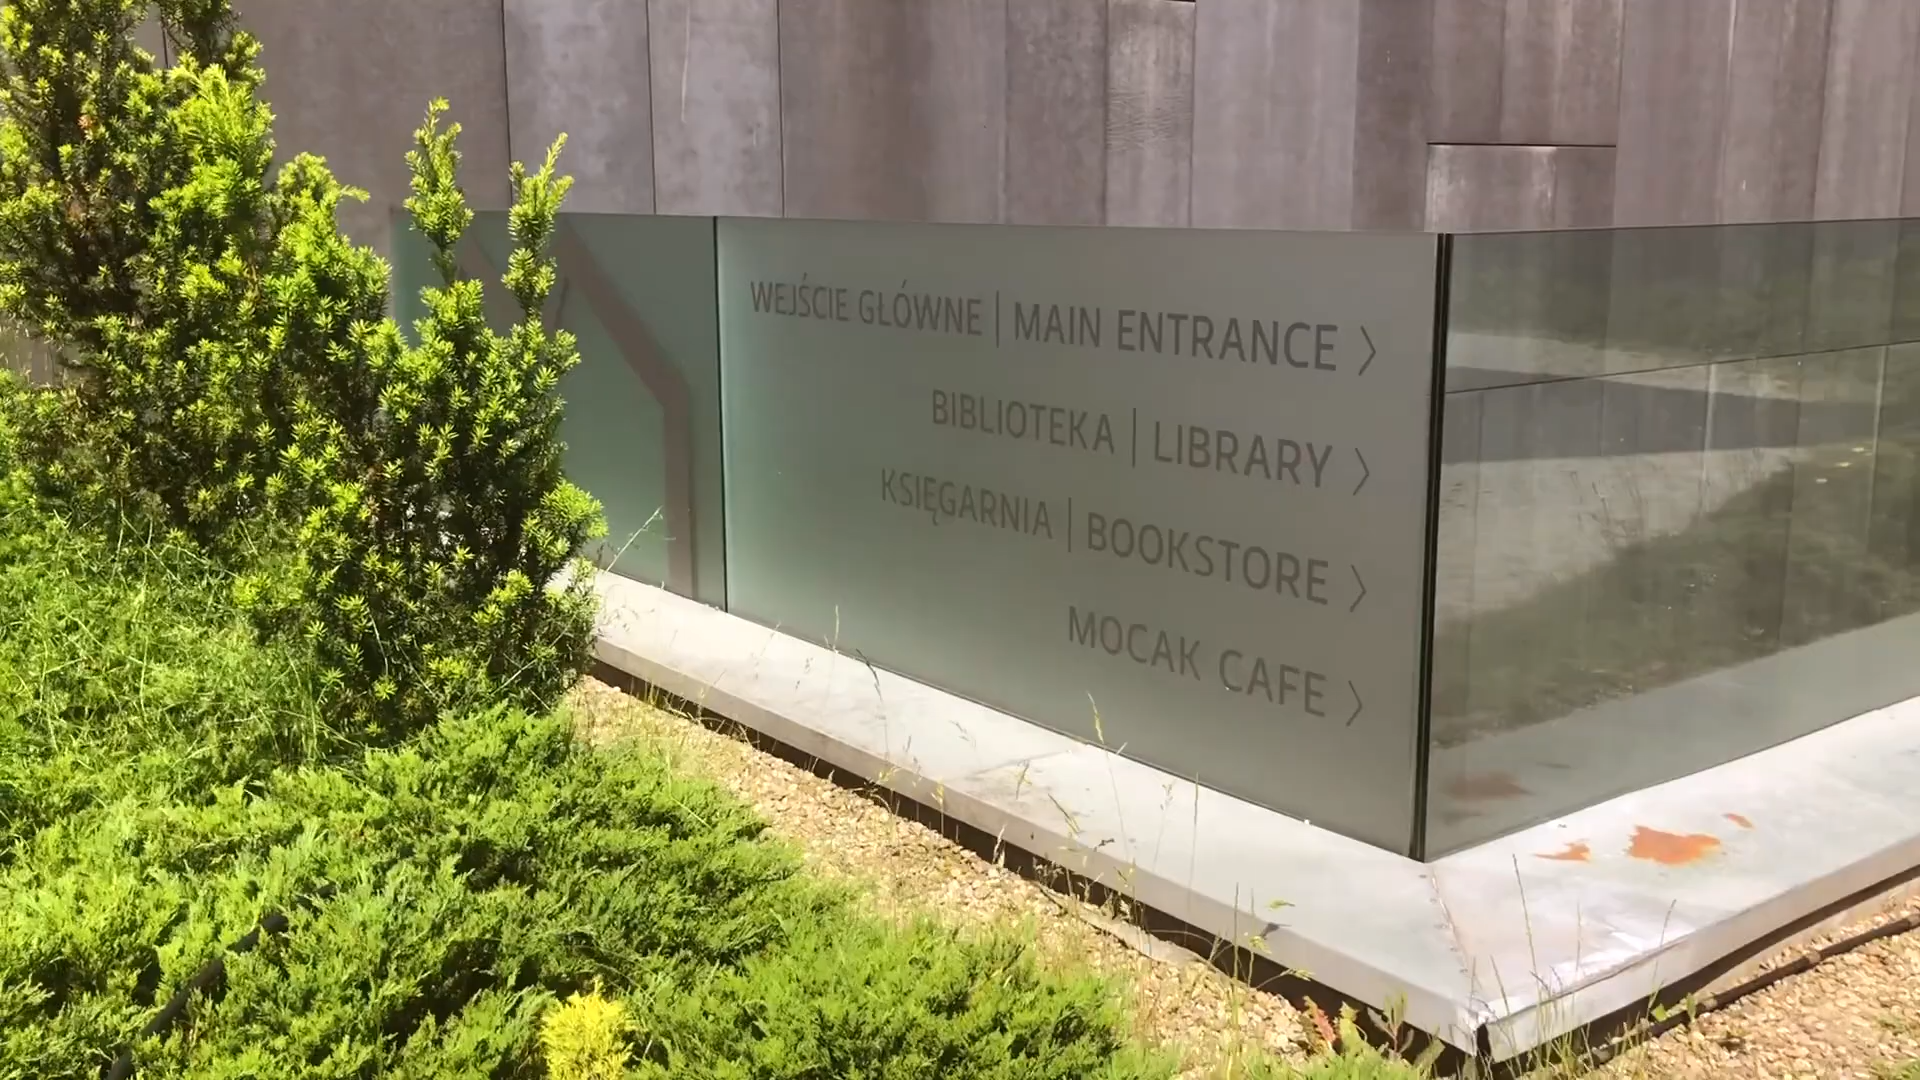 WEJŚCIE GŁÓWNE | MAIN ENTRANCE 〉
BIBLIOTEKA | LIBRARY 〉
KSIĘGARNIA | BOOKSTORE 〉
MOCAK CAFE 〉